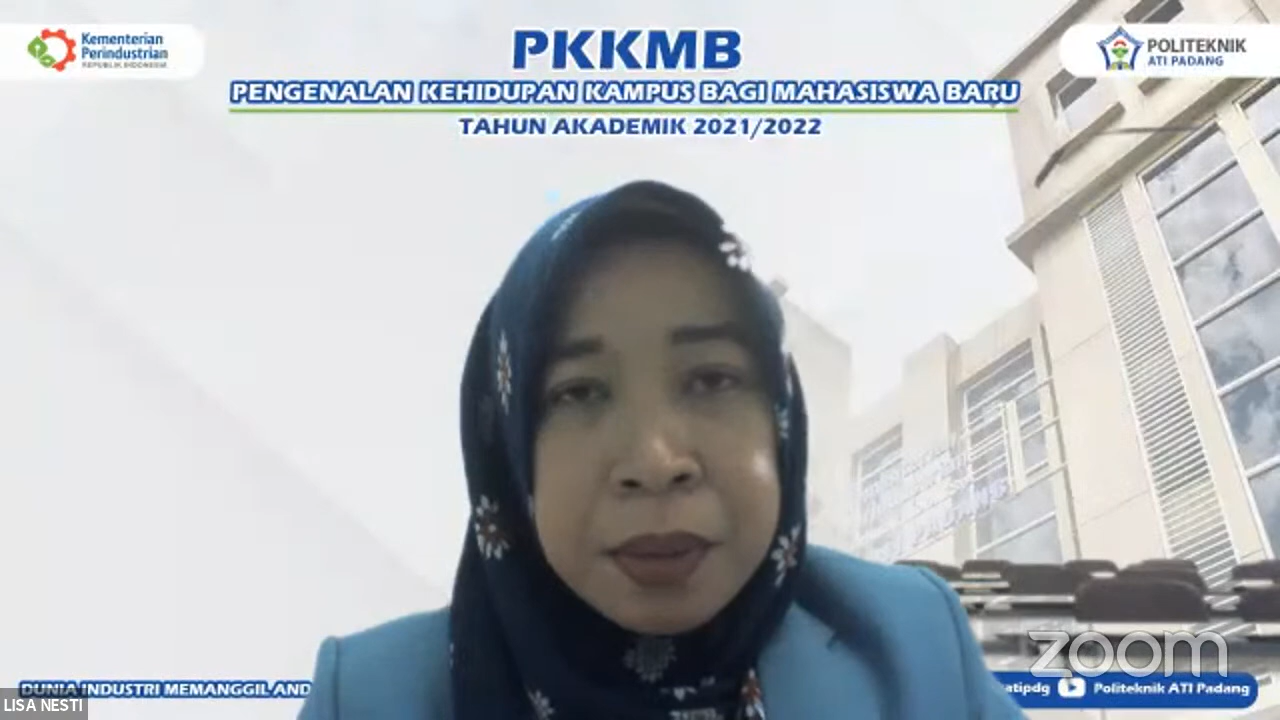 Kementerian
Perindustrian
REPUBLIK INDONESIA
PKKMB
PENGENALAN KEHIDUPAN KAMPUS BAGI MAHASISWA BARU
TAHUN AKADEMIK 2021/2022
POLITEKNIK
ATI PADANG
zoom
DUNIA INDUSTRI MEMANGGIL AND
atipdg
Politeknik ATI Padang
LISA NESTI